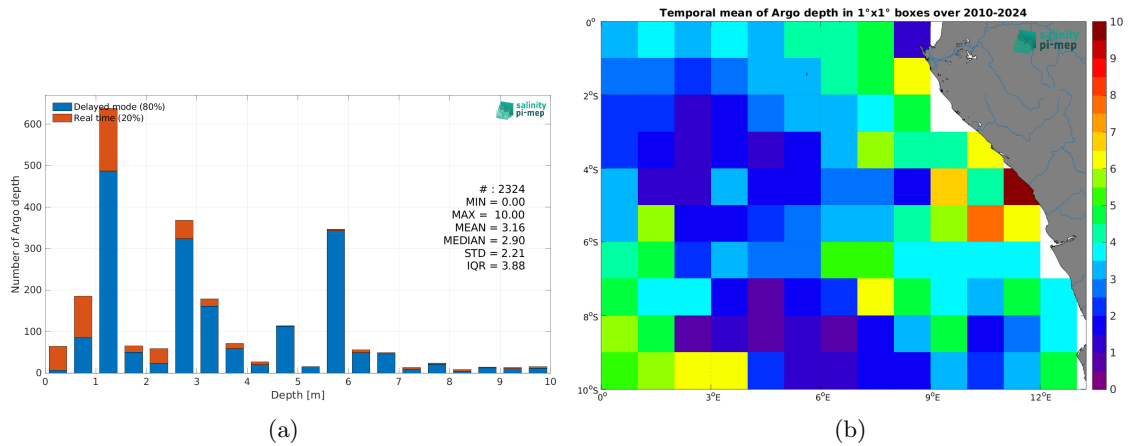 Delayed mode (80%)
Real time (20%)
salinity
pi-mep
600
500
400
300
200
100
0
Number of Argo depth
# : 2324
MIN = 0.00
MAX = 10.00
MEAN = 3.16
MEDIAN = 2.90
STD = 2.21
IQR = 3.88
0 1 2 3 4 5 6 7 8 9 10
Depth [m]
(a)
Temporal mean of Argo depth in 1°x1° boxes over 2010-2024
salinity
pi-mep
0°
2°S
4°S
6°S
8°S
10°S
0° 3°E 6°E 9°E 12°E
10
9
8
7
6
5
4
3
2
1
0
(b)